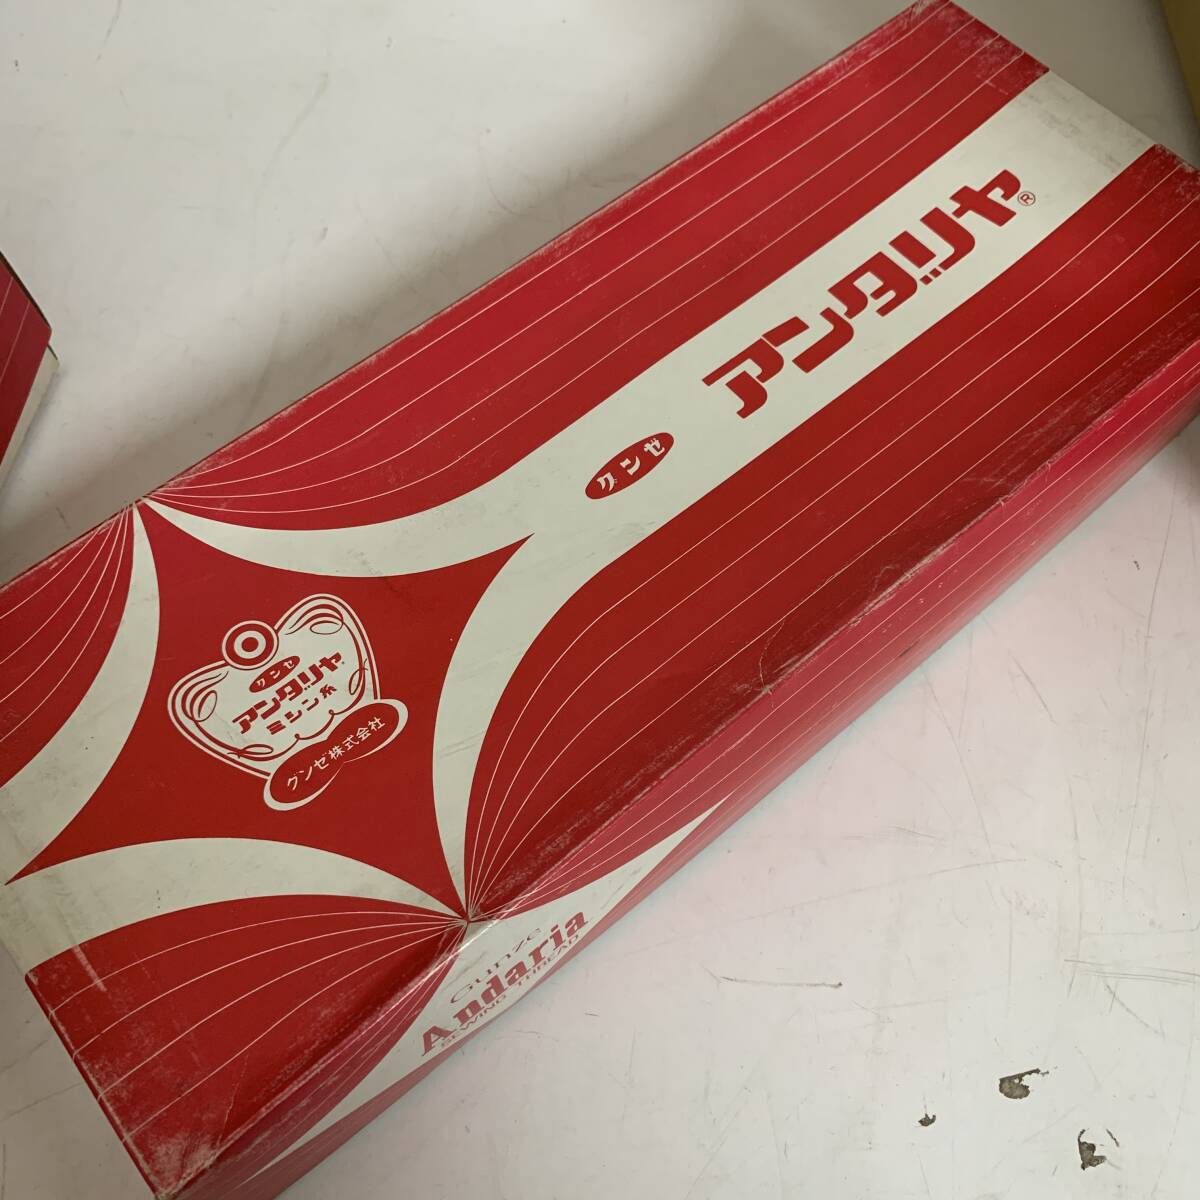 アンダリヤ®
グンゼ
グンゼ
アンダリヤ
ミシン糸
グンゼ株式会社
Gunze
Andaria
SEWING THREAD